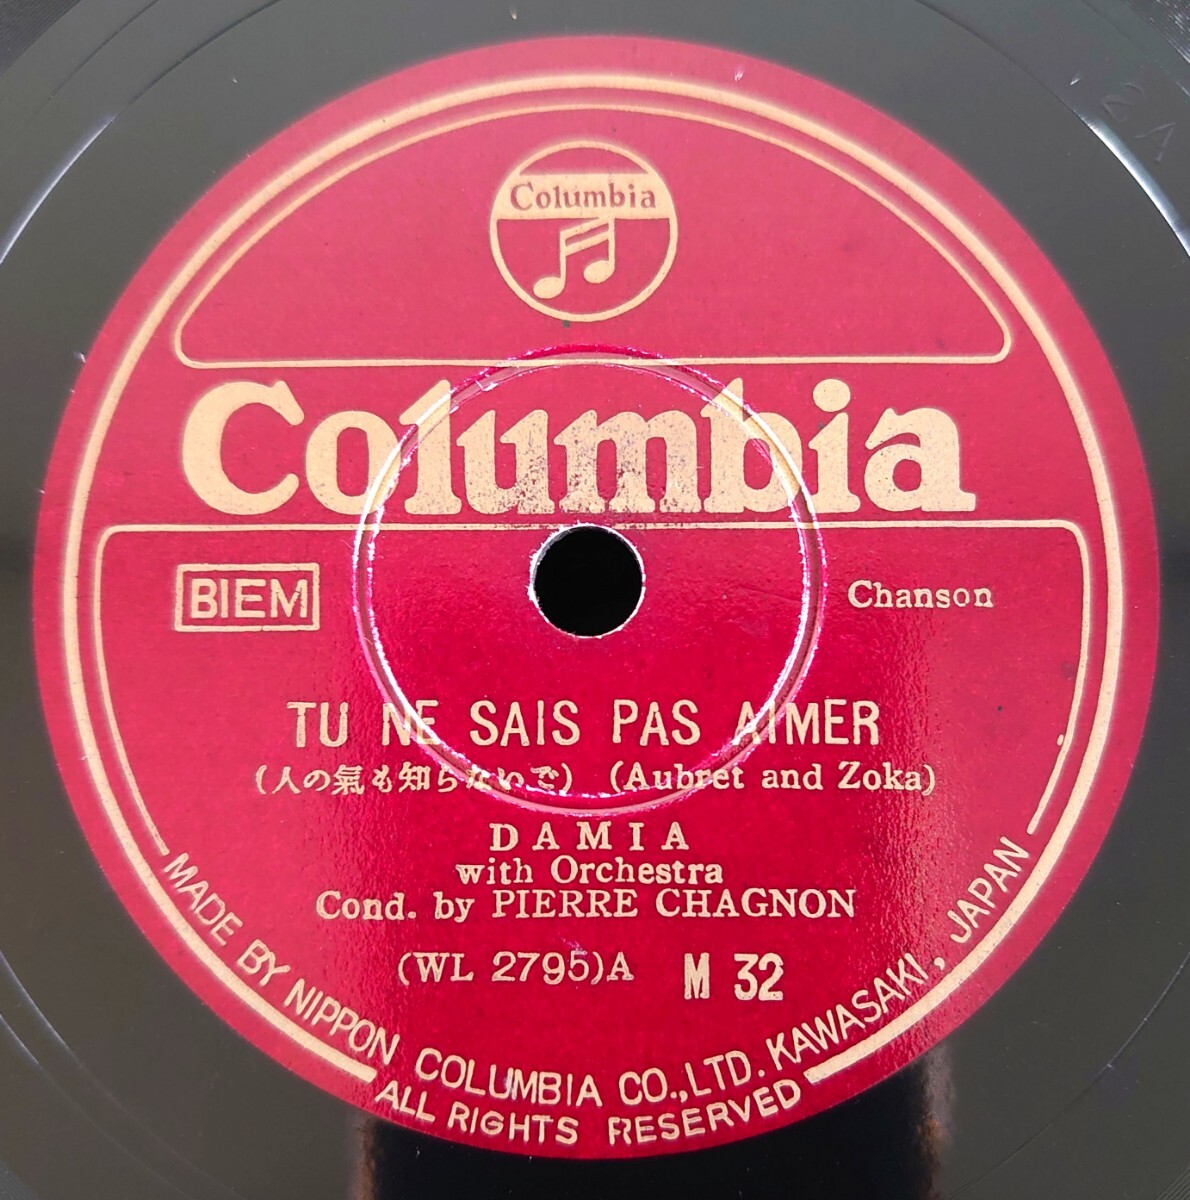 2A
Columbia
Columbia
BIEM
Chanson
TU NE SAIS PAS AIMER
(人の氣も知らないで) (Aubret and Zoka)
DAMIA
with Orchestra
Cond. by PIERRE CHAGNON
(WL 2795)A M 32
MADE BY NIPPON COLUMBIA CO.,LTD. KAWASAKI, JAPAN
ALL RIGHTS RESERVED